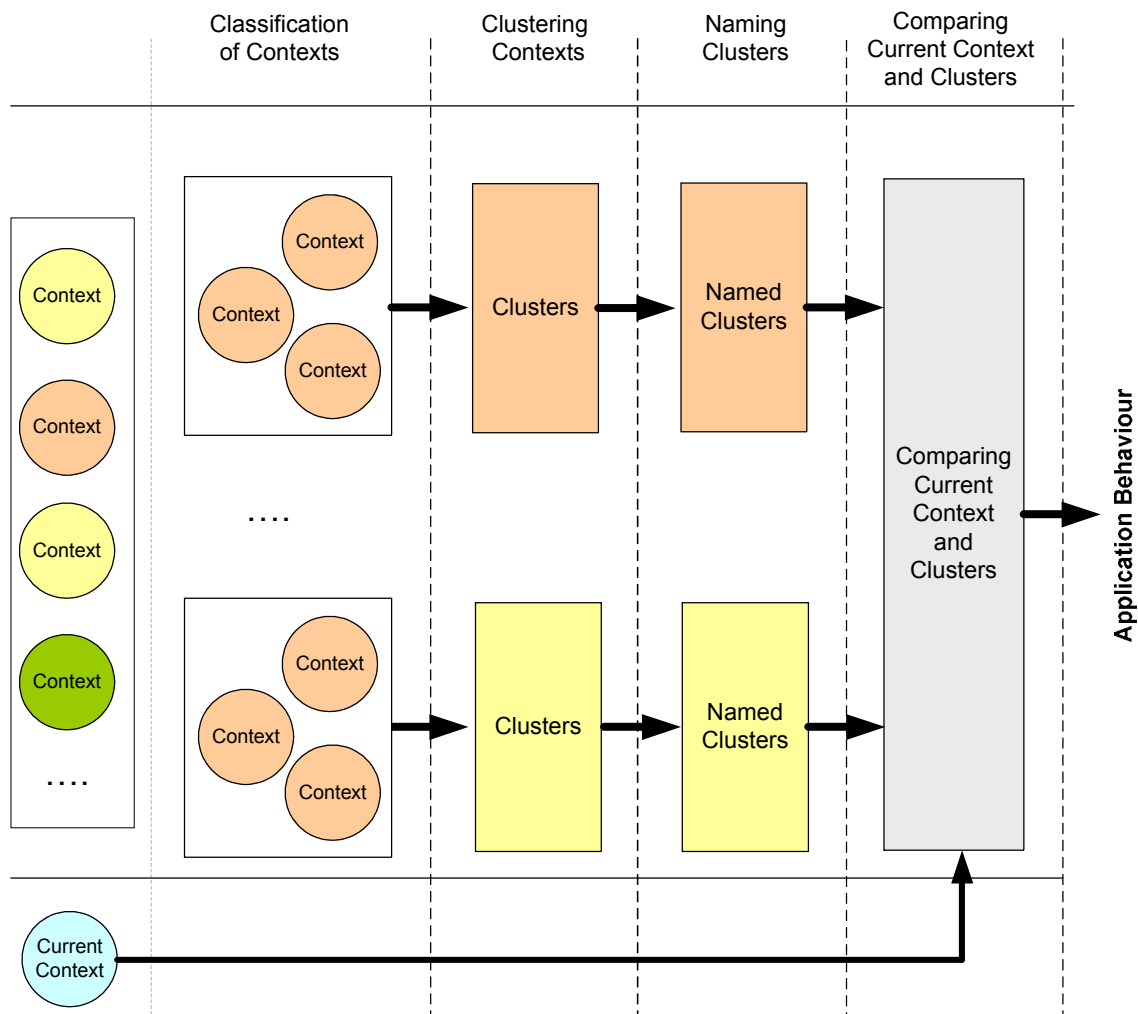 Classification
of Contexts
Clustering
Contexts
Naming
Clusters
Comparing
Current Context
and Clusters
Context
Context
Context
Context
....
Context
Context
Context
....
Context
Context
Context
Clusters
Named
Clusters
Clusters
Named
Clusters
Comparing
Current
Context
and
Clusters
Application Behaviour
Current
Context